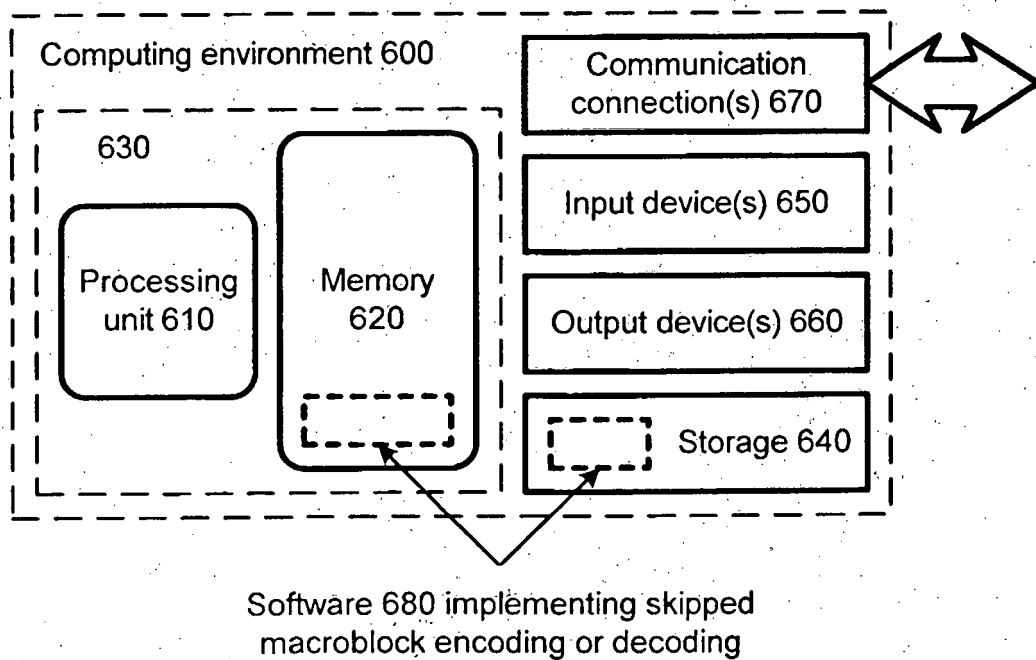 Computing environment 600
Communication
connection(s) 670
630
Input device(s) 650
Processing
unit 610
Memory
620
Output device(s) 660
Storage 640
Software 680 implementing skipped
macroblock encoding or decoding